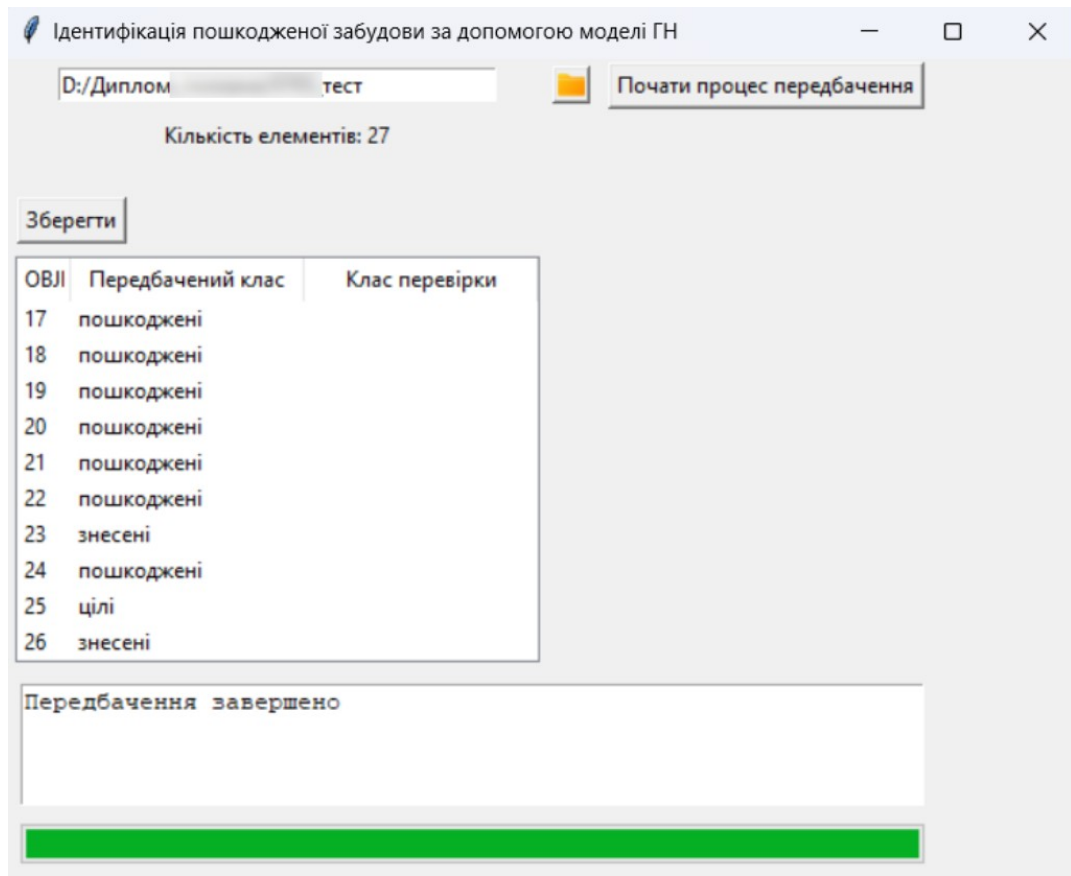 Ідентифікація пошкодженої забудови за допомогою моделі ГН
D:/Диплом тест
Почати процес передбачення
Кількість елементів: 27
Зберегти
OBJI Передбачений клас Клас перевірки
17 пошкоджені
18 пошкоджені
19 пошкоджені
20 пошкоджені
21 пошкоджені
22 пошкоджені
23 знесені
24 пошкоджені
25 цілі
26 знесені
Передбачення завершено